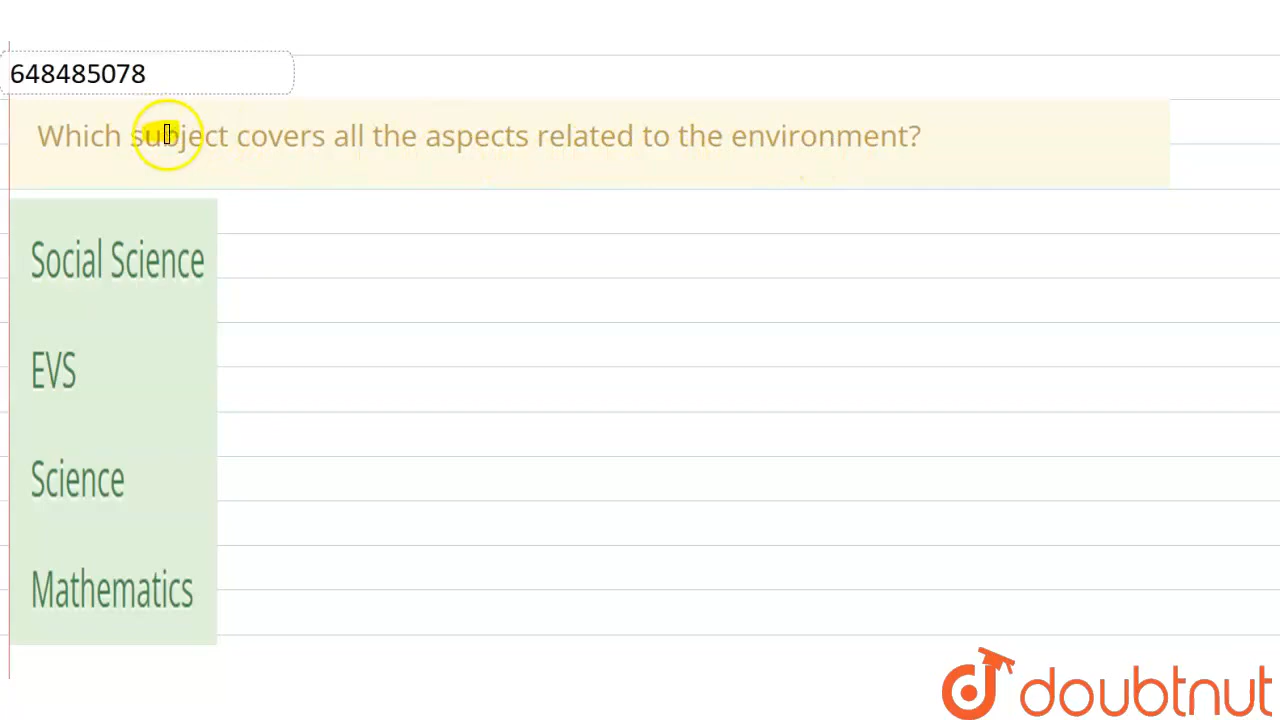 648485078
Which subject covers all the aspects related to the environment?
Social Science
EVS
Science
Mathematics
doubtnut